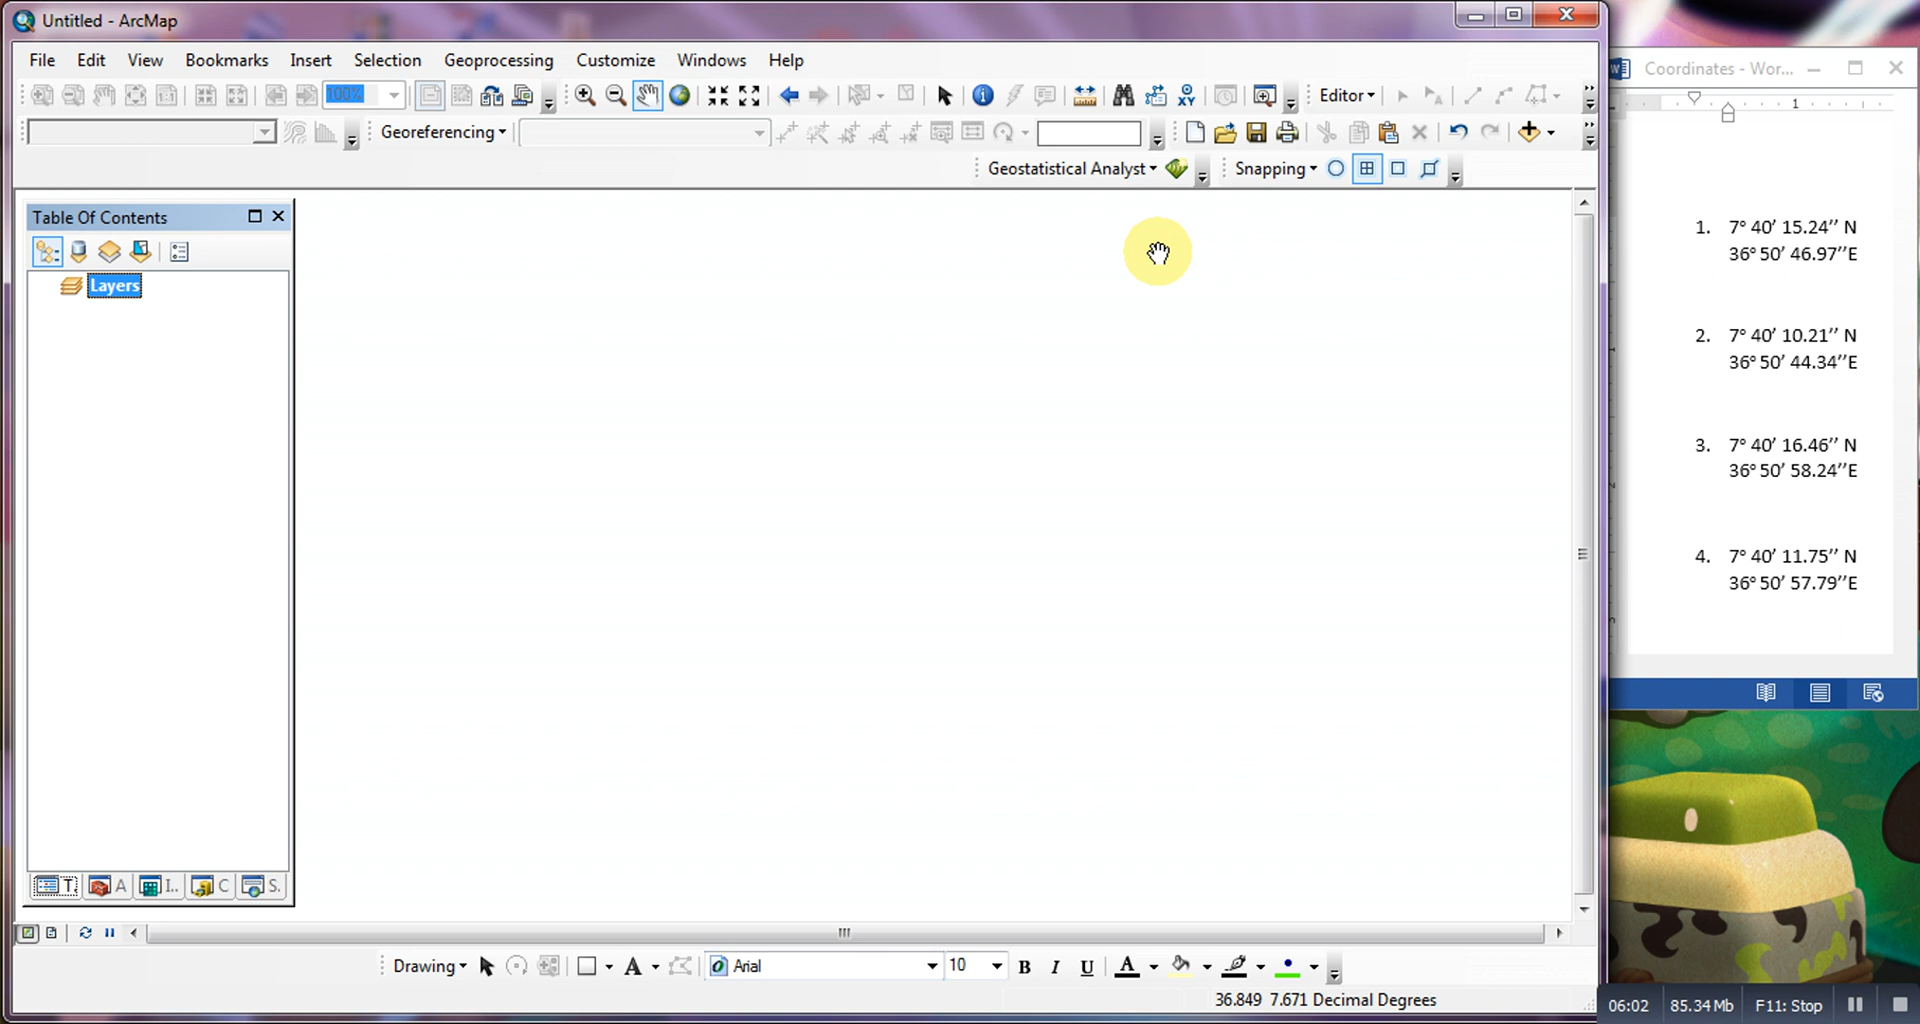 Untitled - ArcMap
File Edit View Bookmarks Insert Selection Geoprocessing Customize Windows Help
100% Editor
Georeferencing
Geostatistical Analyst Snapping
Table Of Contents
Layers
T. A I.. C S.
Drawing A Arial 10 B I U A
36.849 7.671 Decimal Degrees
Coordinates - Wor...
1
1. 7° 40’ 15.24’’ N
36° 50’ 46.97’’E
2. 7° 40’ 10.21’’ N
36° 50’ 44.34’’E
3. 7° 40’ 16.46’’ N
36° 50’ 58.24’’E
4. 7° 40’ 11.75’’ N
36° 50’ 57.79’’E
06:02 85.34 Mb F11: Stop